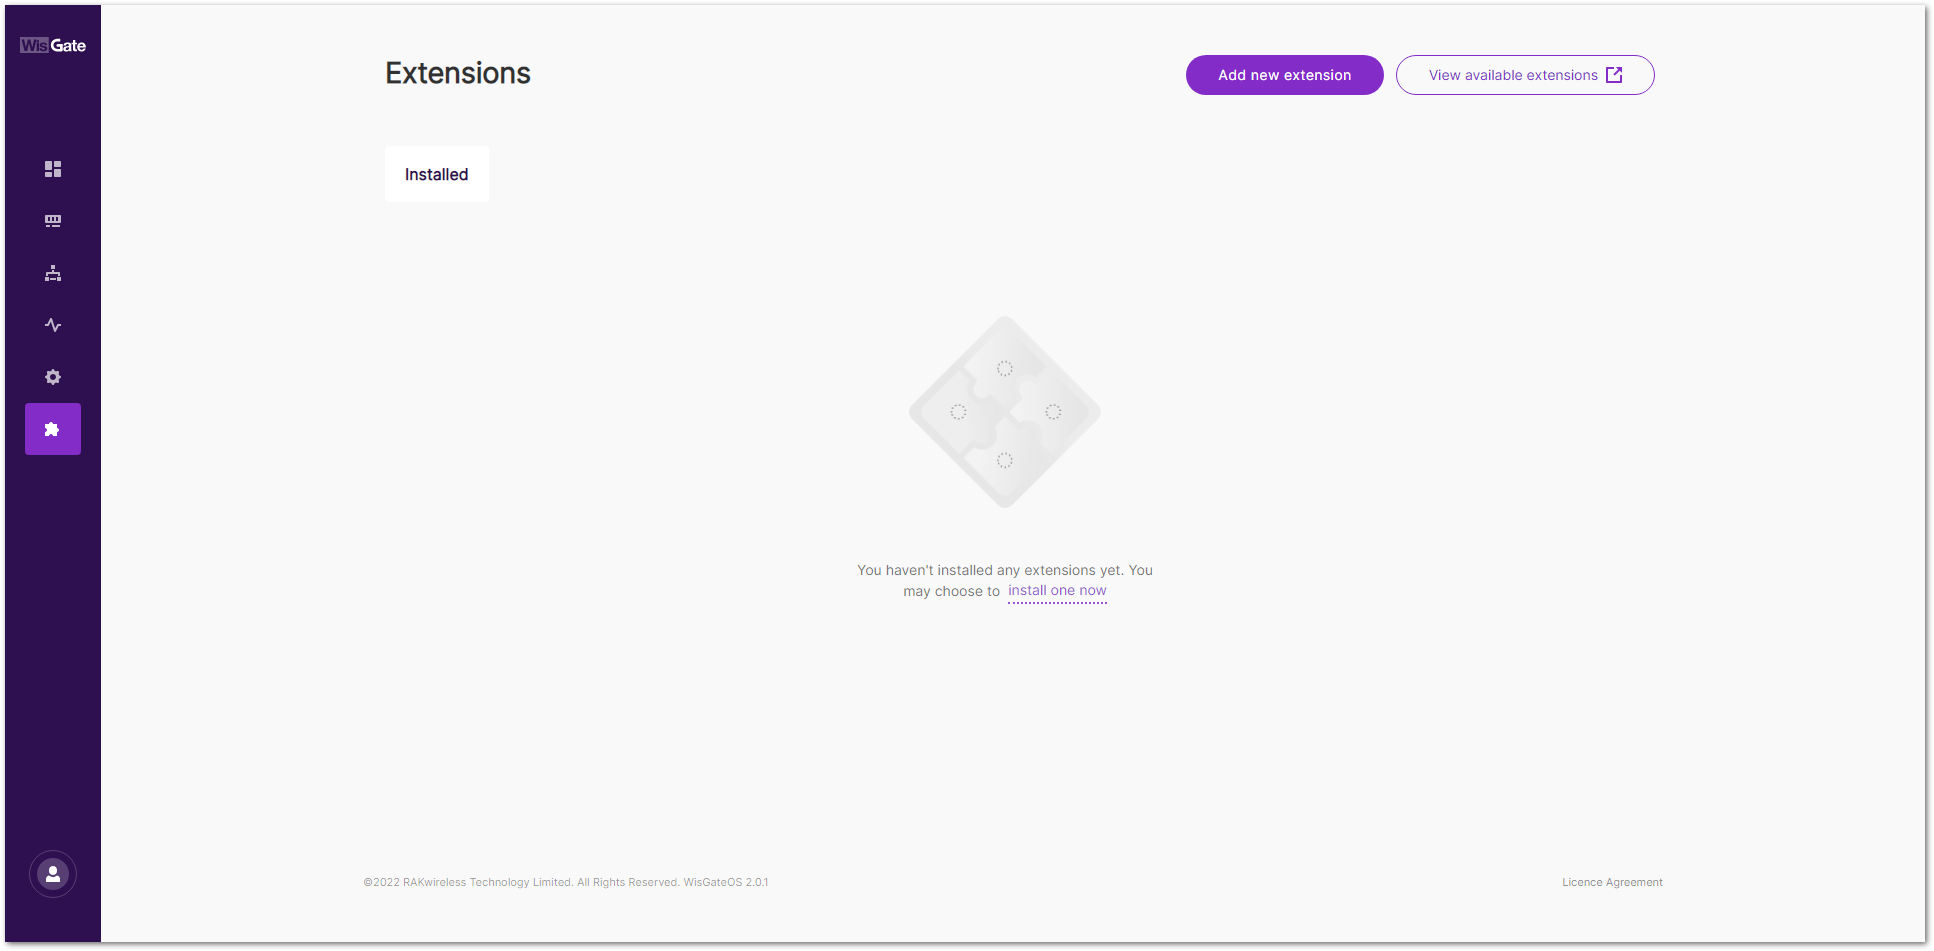 WisGate
Extensions
Add new extension
View available extensions
Installed
You haven't installed any extensions yet. You
may choose to install one now
©2022 RAKwireless Technology Limited. All Rights Reserved. WisGateOS 2.0.1
Licence Agreement